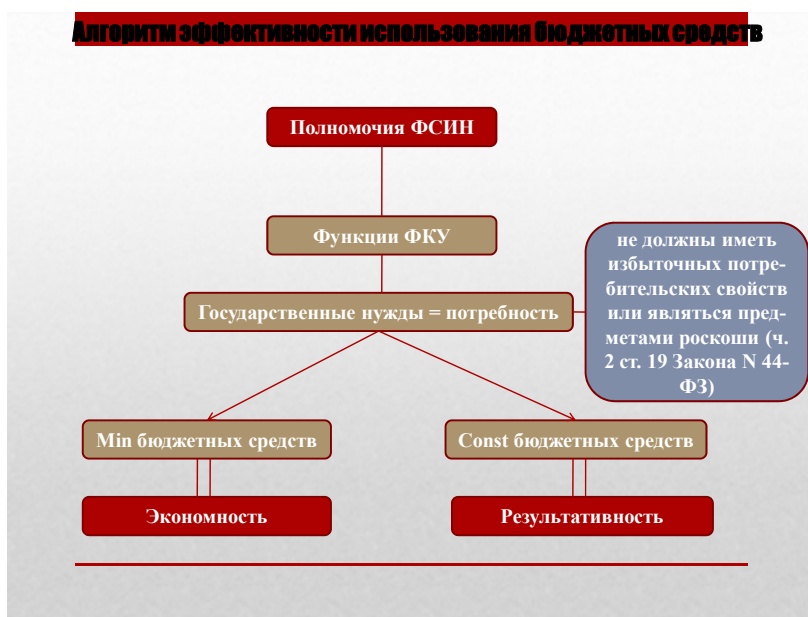 Алгоритм эффективности использования бюджетных средств
Полномочия ФСИН
Функции ФКУ
Государственные нужды = потребность
не должны иметь
избыточных потре-
бительских свойств
или являться пред-
метами роскоши (ч.
2 ст. 19 Закона N 44-
ФЗ)
Min бюджетных средств
Const бюджетных средств
Экономность
Результативность